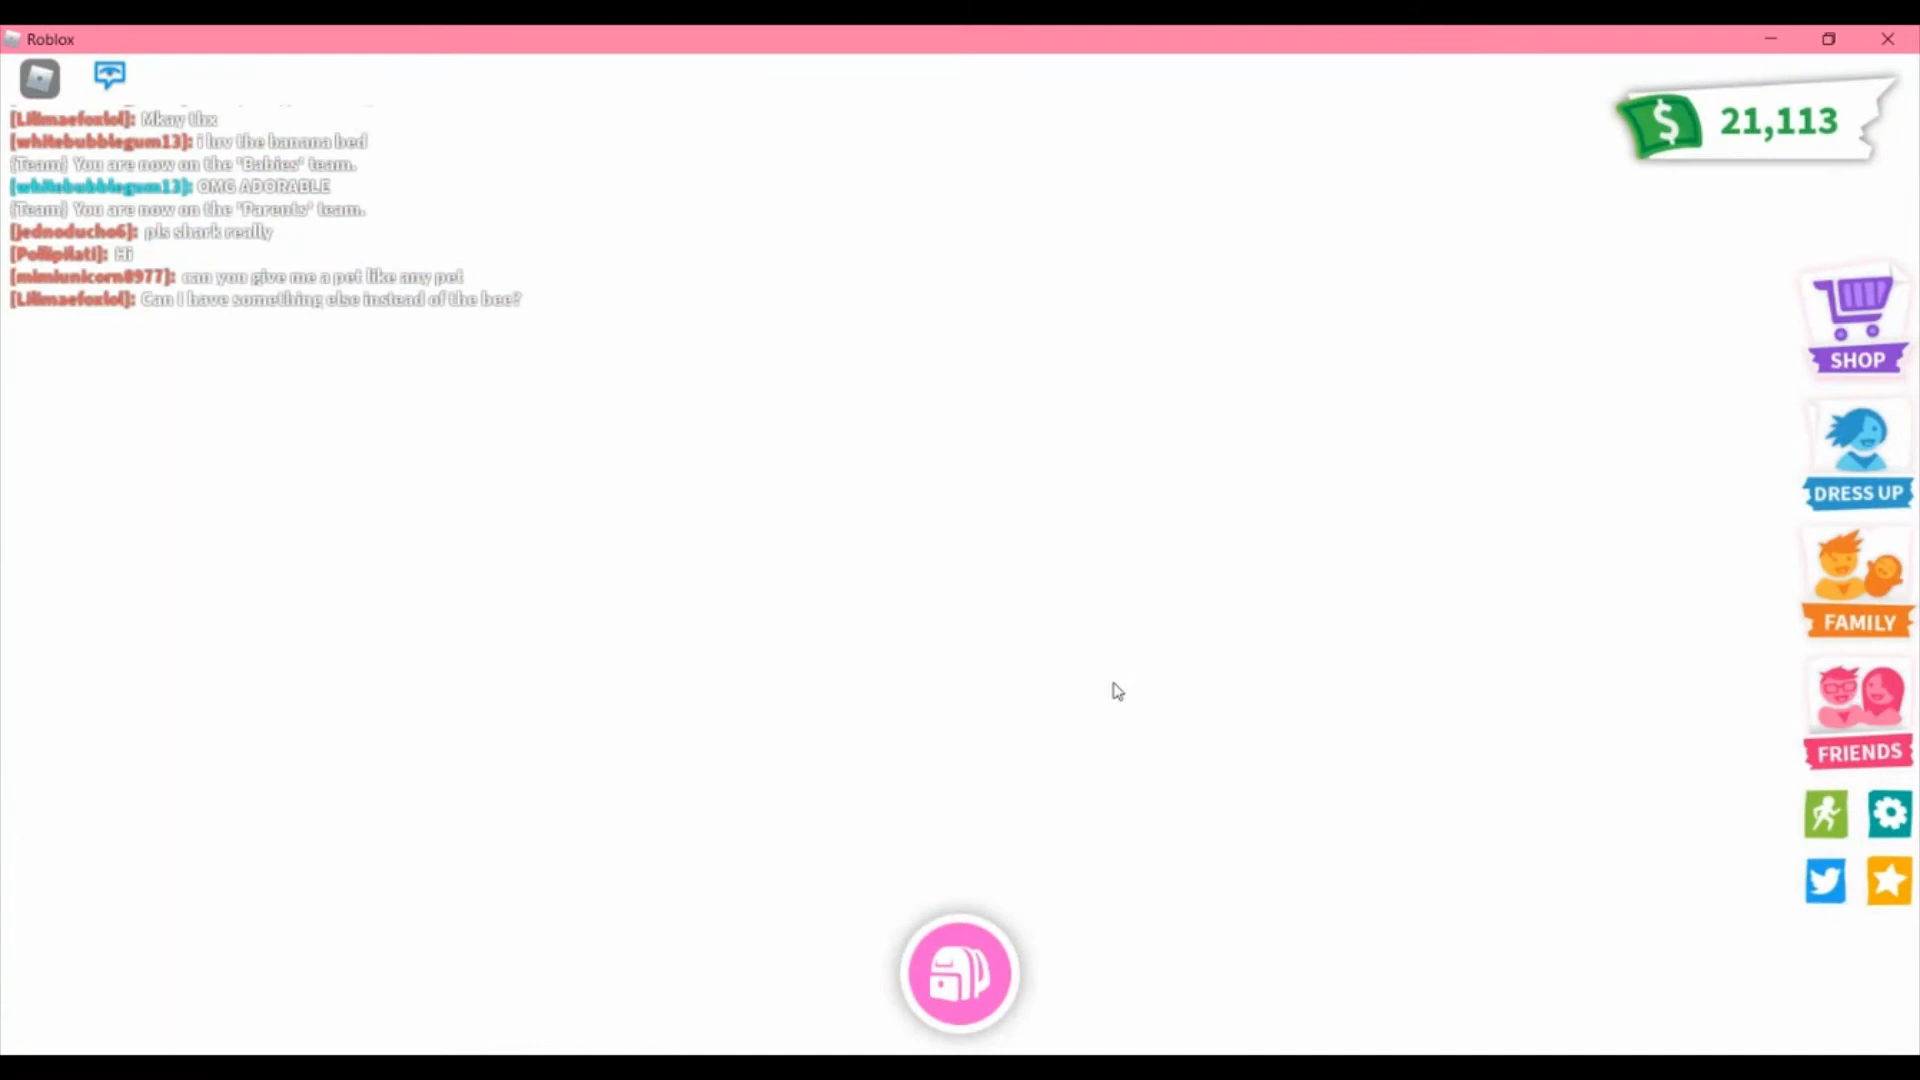 Roblox
[Lilimaefoxlol]: Mkay thx
[whitebubblegum13]: i luv the banana bed
{Team} You are now on the 'Babies' team.
[whitebubblegum13]: OMG ADORABLE
{Team} You are now on the 'Parents' team.
[jednoducho6]: pls shark really
[Pollipilati]: Hi
[mimiunicorn8977]: can you give me a pet like any pet
[Lilimaefoxlol]: Can I have something else instead of the bee?
$ 21,113
SHOP
DRESS UP
FAMILY
FRIENDS